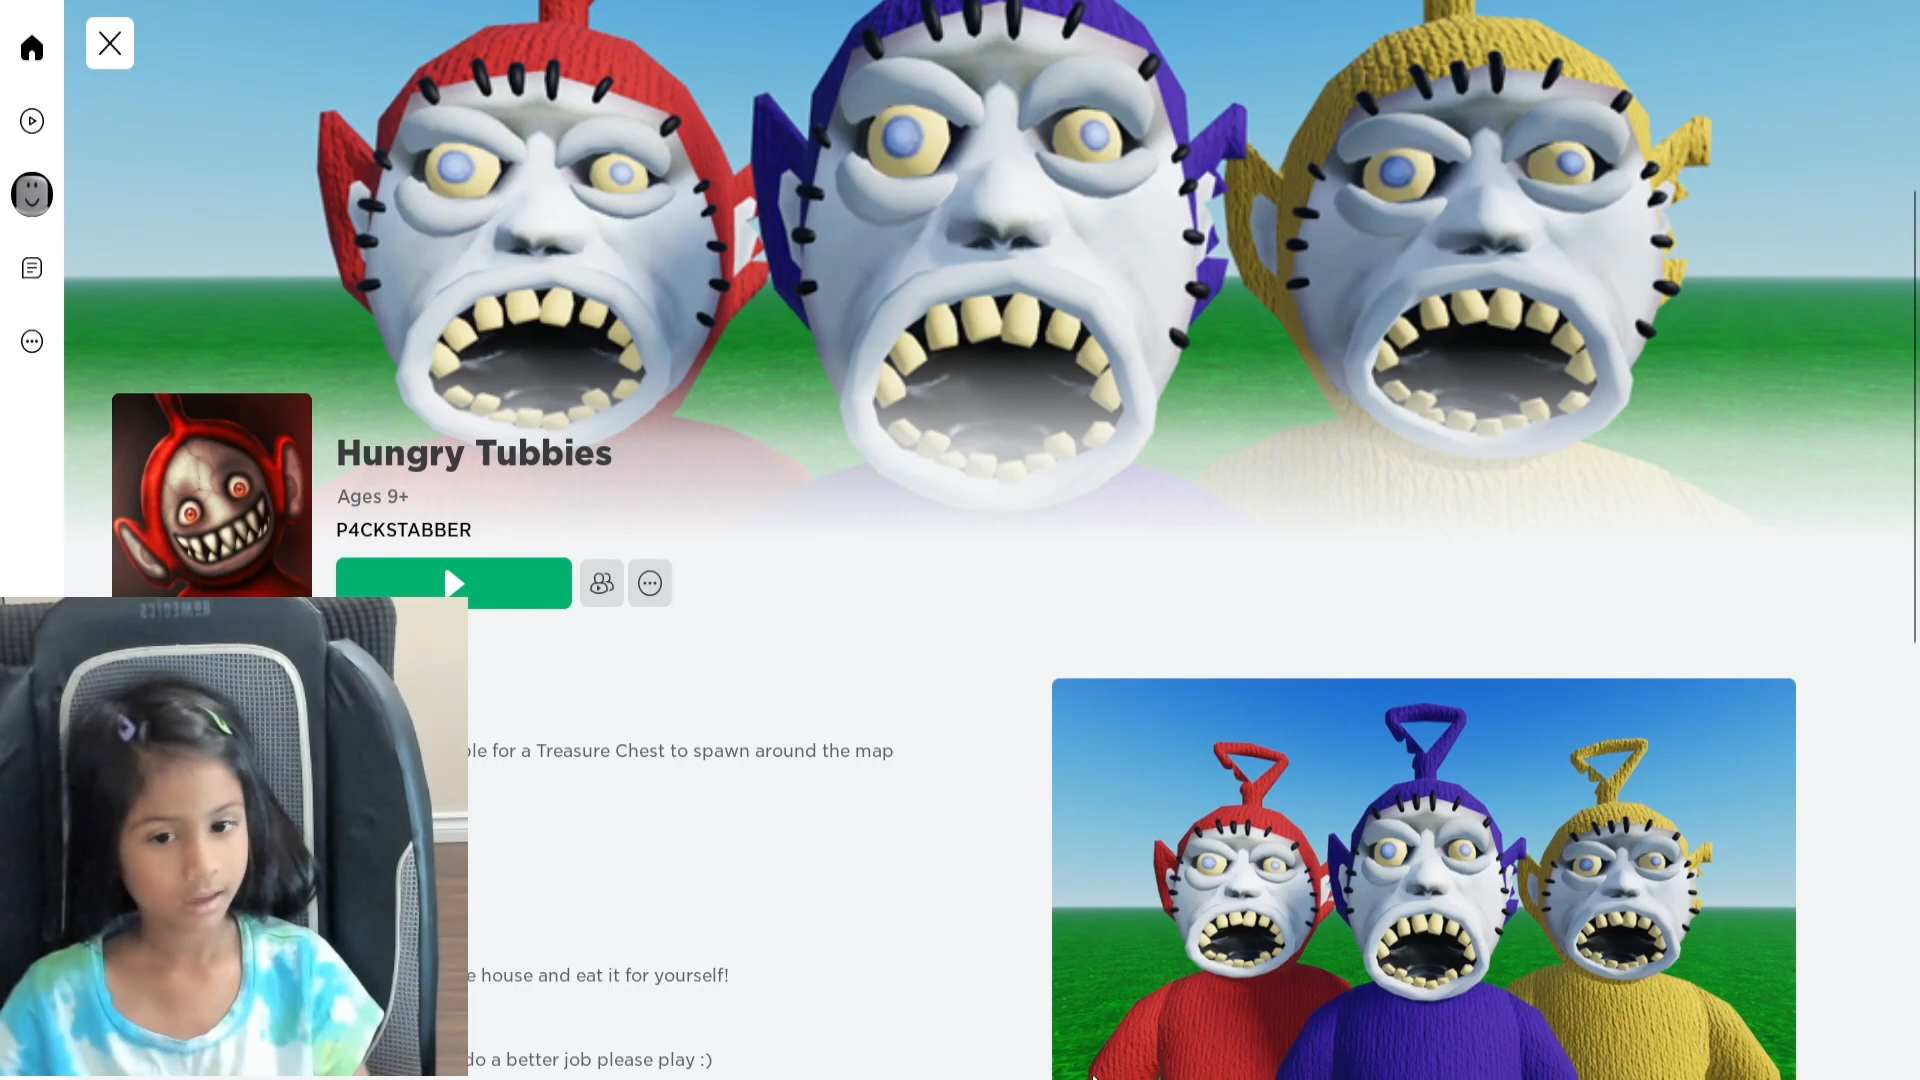 Hungry Tubbies
Ages 9+
P4CKSTABBER
HOMEDICS
for a Treasure Chest to spawn around the map
house and eat it for yourself!
do a better job please play :)